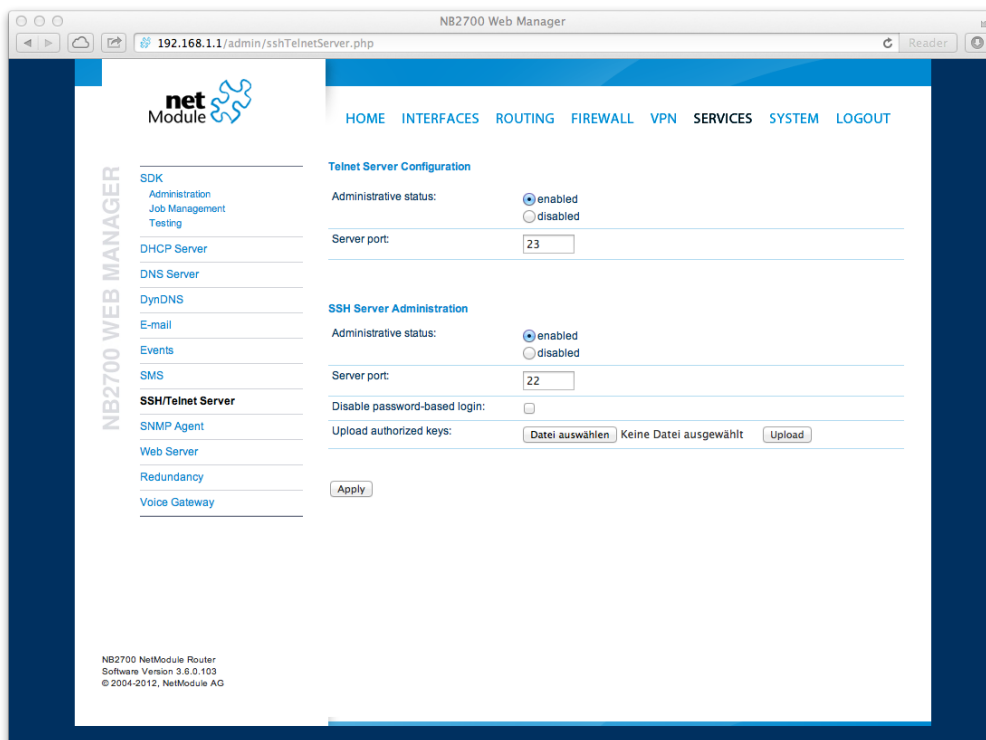 NB2700 Web Manager
192.168.1.1/admin/sshTelnetServer.php
Reader
net
Module
HOME INTERFACES ROUTING FIREWALL VPN SERVICES SYSTEM LOGOUT
NB2700 WEB MANAGER
SDK
Administration
Job Management
Testing
DHCP Server
DNS Server
DynDNS
E-mail
Events
SMS
SSH/Telnet Server
SNMP Agent
Web Server
Redundancy
Voice Gateway
Telnet Server Configuration
Administrative status:
enabled
disabled
Server port: 23
SSH Server Administration
Administrative status:
enabled
disabled
Server port: 22
Disable password-based login:
Upload authorized keys: Datei auswählen Keine Datei ausgewählt Upload
Apply
NB2700 NetModule Router
Software Version 3.6.0.103
© 2004-2012, NetModule AG